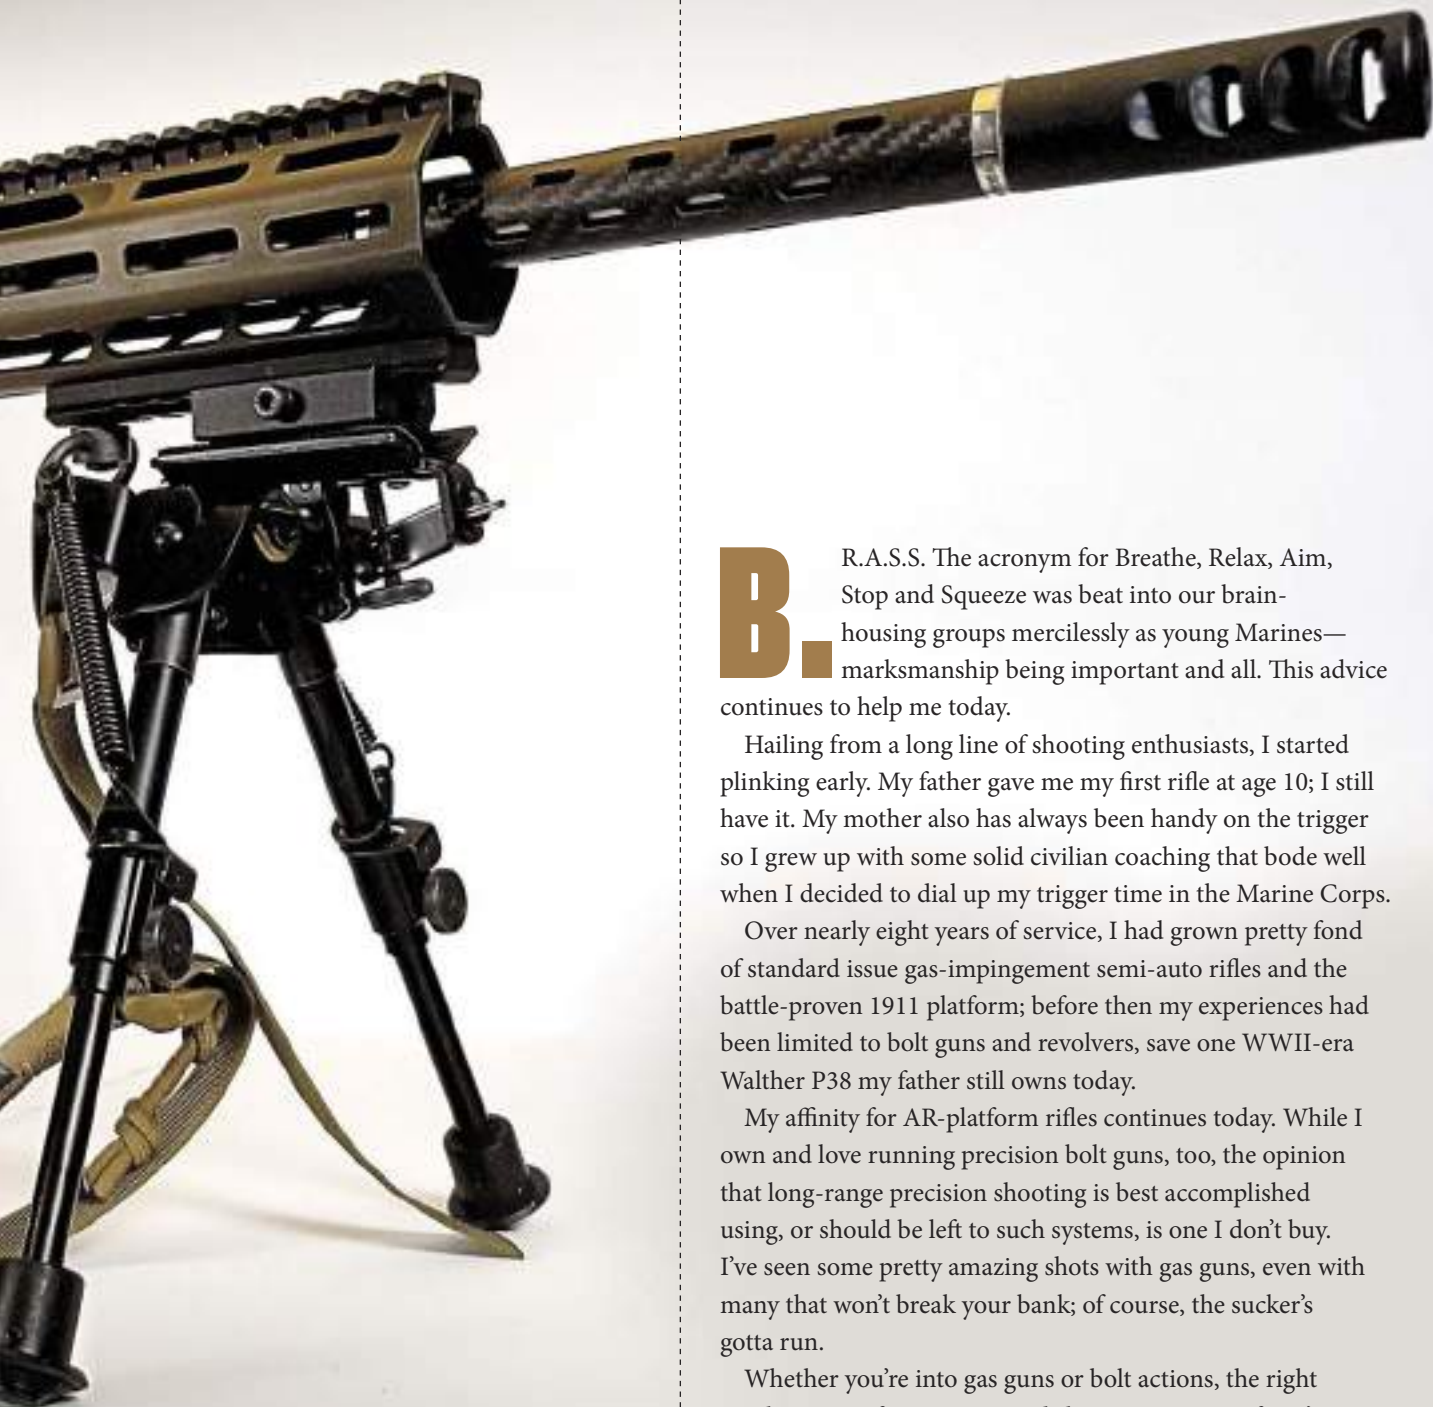 B. R.A.S.S. The acronym for Breathe, Relax, Aim,
Stop and Squeeze was beat into our brain-
housing groups mercilessly as young Marines—
marksmanship being important and all. This advice
continues to help me today.
Hailing from a long line of shooting enthusiasts, I started
plinking early. My father gave me my first rifle at age 10; I still
have it. My mother also has always been handy on the trigger
so I grew up with some solid civilian coaching that bode well
when I decided to dial up my trigger time in the Marine Corps.
Over nearly eight years of service, I had grown pretty fond
of standard issue gas-impingement semi-auto rifles and the
battle-proven 1911 platform; before then my experiences had
been limited to bolt guns and revolvers, save one WWII-era
Walther P38 my father still owns today.
My affinity for AR-platform rifles continues today. While I
own and love running precision bolt guns, too, the opinion
that long-range precision shooting is best accomplished
using, or should be left to such systems, is one I don’t buy.
I’ve seen some pretty amazing shots with gas guns, even with
many that won’t break your bank; of course, the sucker’s
gotta run.
Whether you’re into gas guns or bolt actions, the right